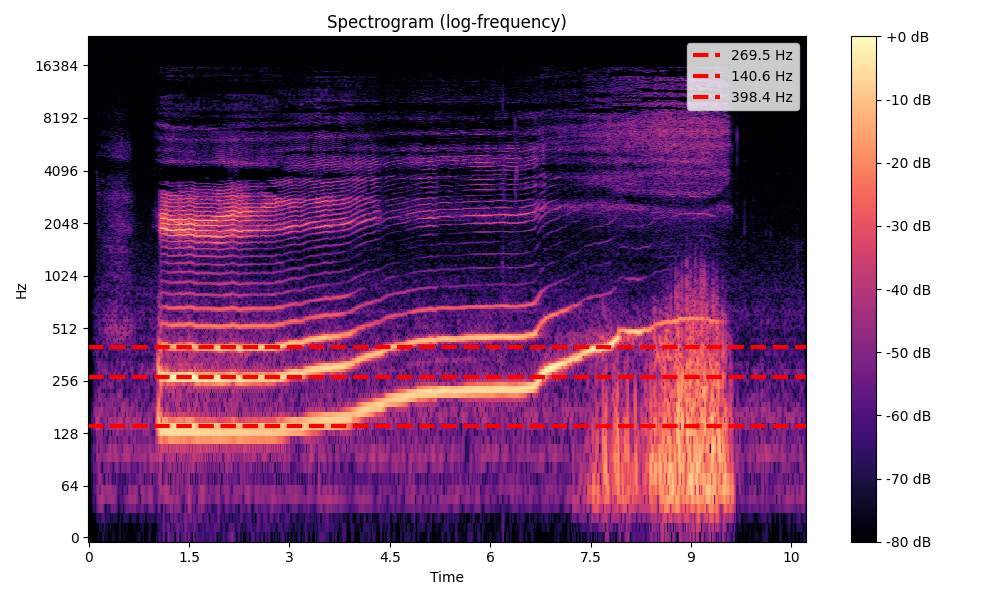 Spectrogram (log-frequency)
269.5 Hz
140.6 Hz
398.4 Hz
16384
8192
4096
2048
1024
512
256
128
64
0
Hz
0
1.5
3
4.5
6
7.5
9
10
Time
+0 dB
-10 dB
-20 dB
-30 dB
-40 dB
-50 dB
-60 dB
-70 dB
-80 dB